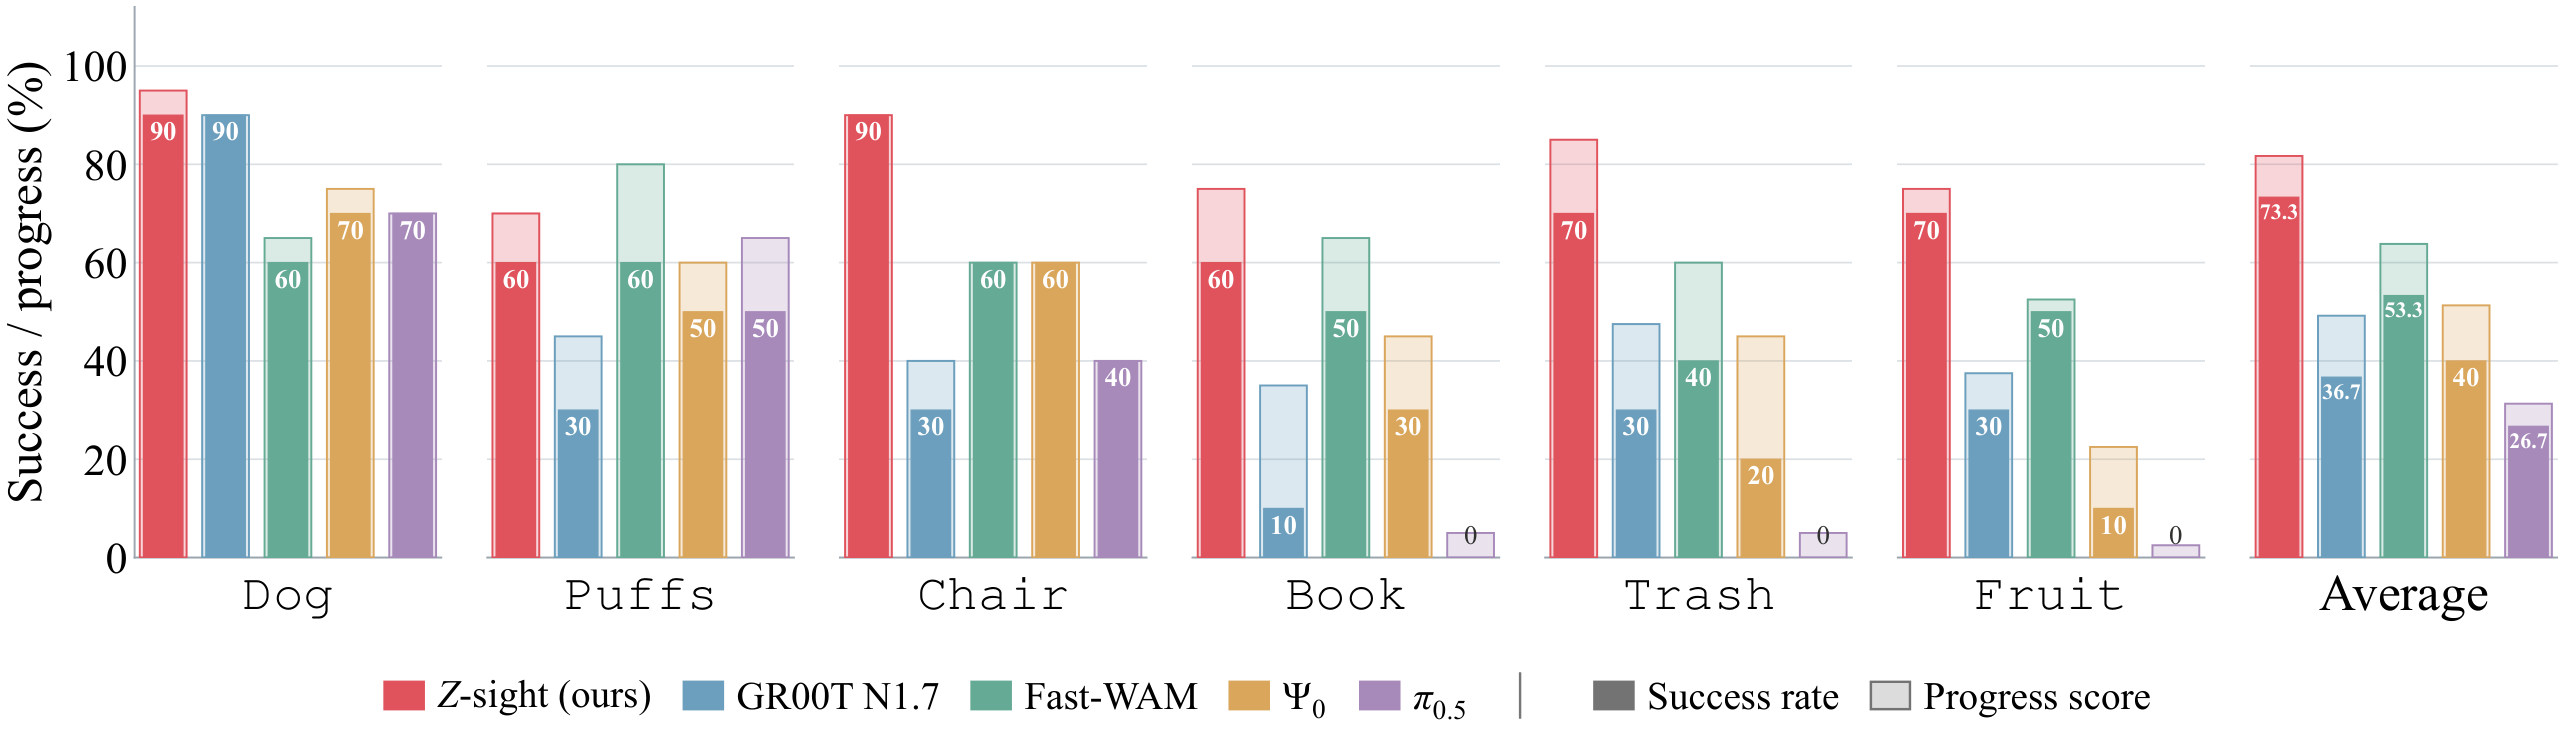 Success / progress (%)
100
80
60
40
20
0
90 90 60 70 70
60 30 60 50 50
90 30 60 60 40
60 10 50 30 0
70 30 40 20 0
70 30 50 10 0
73.3 36.7 53.3 40 26.7
Dog Puffs Chair Book Trash Fruit Average
Z-sight (ours) GR00T N1.7 Fast-WAM Ψ0 π0.5 Success rate Progress score